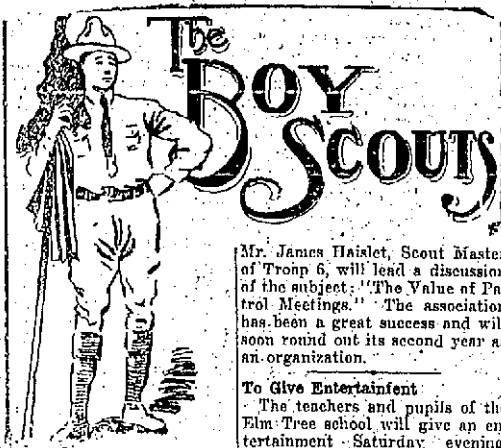 The
BOY
SCOUTS
Mr. James Haislet, Scout Master
of Troop 6, will lead a discussion
of the subject: "The Value of Pa-
trol Meetings." The association
has been a great success and wil
soon round out its second year a
an organization.
To Give Entertainfent
The teachers and pupils of th
Elm Tree school will give an en
tertainment Saturday evening